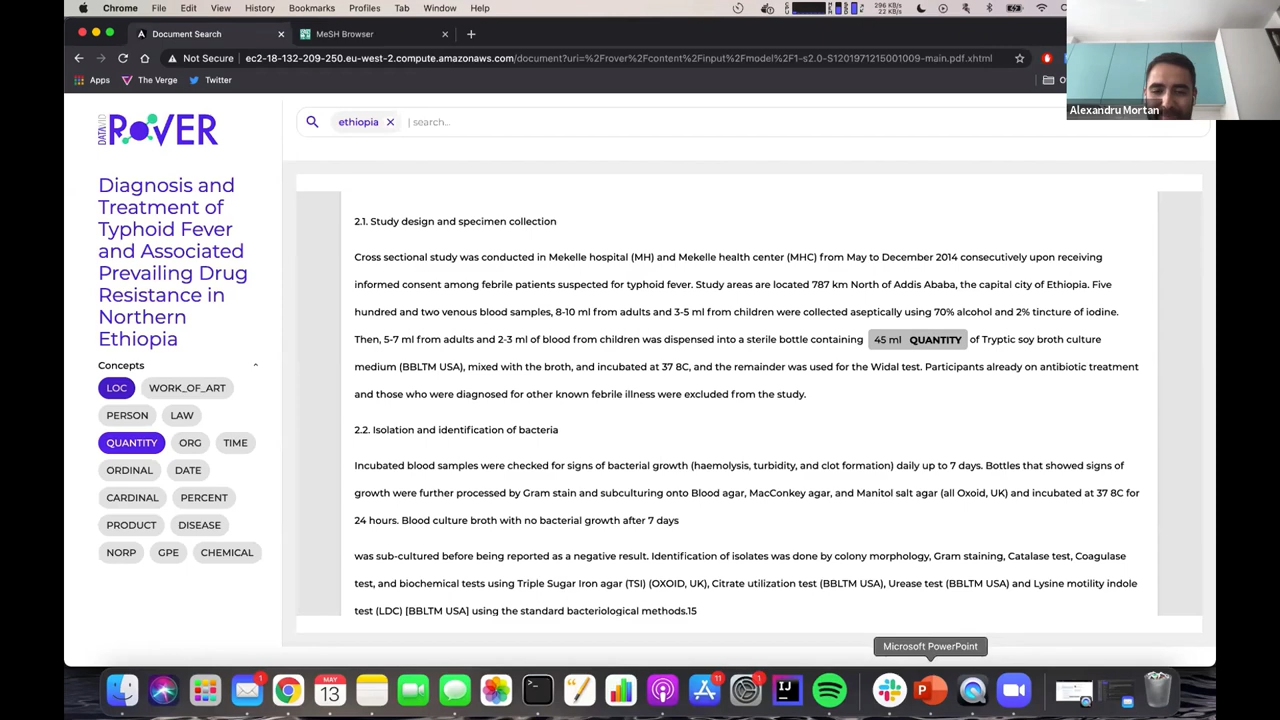 Chrome File Edit View History Bookmarks Profiles Tab Window Help
296 KB/s
22 KB/s
Document Search
MeSH Browser
Not Secure ec2-18-132-209-250.eu-west-2.compute.amazonaws.com/document?uri=%2Frover%2Fcontent%2Finput%2Fmodel%2F1-s2.0-S1201971215001009-main.pdf.xhtml
Apps The Verge Twitter
Alexandru Mortan
DATAVID ROVER
ethiopia search...
Diagnosis and
Treatment of
Typhoid Fever
and Associated
Prevailing Drug
Resistance in
Northern
Ethiopia
Concepts
LOC WORK_OF_ART
PERSON LAW
QUANTITY ORG TIME
ORDINAL DATE
CARDINAL PERCENT
PRODUCT DISEASE
NORP GPE CHEMICAL
2.1. Study design and specimen collection
Cross sectional study was conducted in Mekelle hospital (MH) and Mekelle health center (MHC) from May to December 2014 consecutively upon receiving
informed consent among febrile patients suspected for typhoid fever. Study areas are located 787 km North of Addis Ababa, the capital city of Ethiopia. Five
hundred and two venous blood samples, 8-10 ml from adults and 3-5 ml from children were collected aseptically using 70% alcohol and 2% tincture of iodine.
Then, 5-7 ml from adults and 2-3 ml of blood from children was dispensed into a sterile bottle containing 45 ml QUANTITY of Tryptic soy broth culture
medium (BBLTM USA), mixed with the broth, and incubated at 37 8C, and the remainder was used for the Widal test. Participants already on antibiotic treatment
and those who were diagnosed for other known febrile illness were excluded from the study.
2.2. Isolation and identification of bacteria
Incubated blood samples were checked for signs of bacterial growth (haemolysis, turbidity, and clot formation) daily up to 7 days. Bottles that showed signs of
growth were further processed by Gram stain and subculturing onto Blood agar, MacConkey agar, and Manitol salt agar (all Oxoid, UK) and incubated at 37 8C for
24 hours. Blood culture broth with no bacterial growth after 7 days
was sub-cultured before being reported as a negative result. Identification of isolates was done by colony morphology, Gram staining, Catalase test, Coagulase
test, and biochemical tests using Triple Sugar Iron agar (TSI) (OXOID, UK), Citrate utilization test (BBLTM USA), Urease test (BBLTM USA) and Lysine motility indole
test (LDC) [BBLTM USA] using the standard bacteriological methods.15
Microsoft PowerPoint
1
MAY
13
11
1
IJ
P